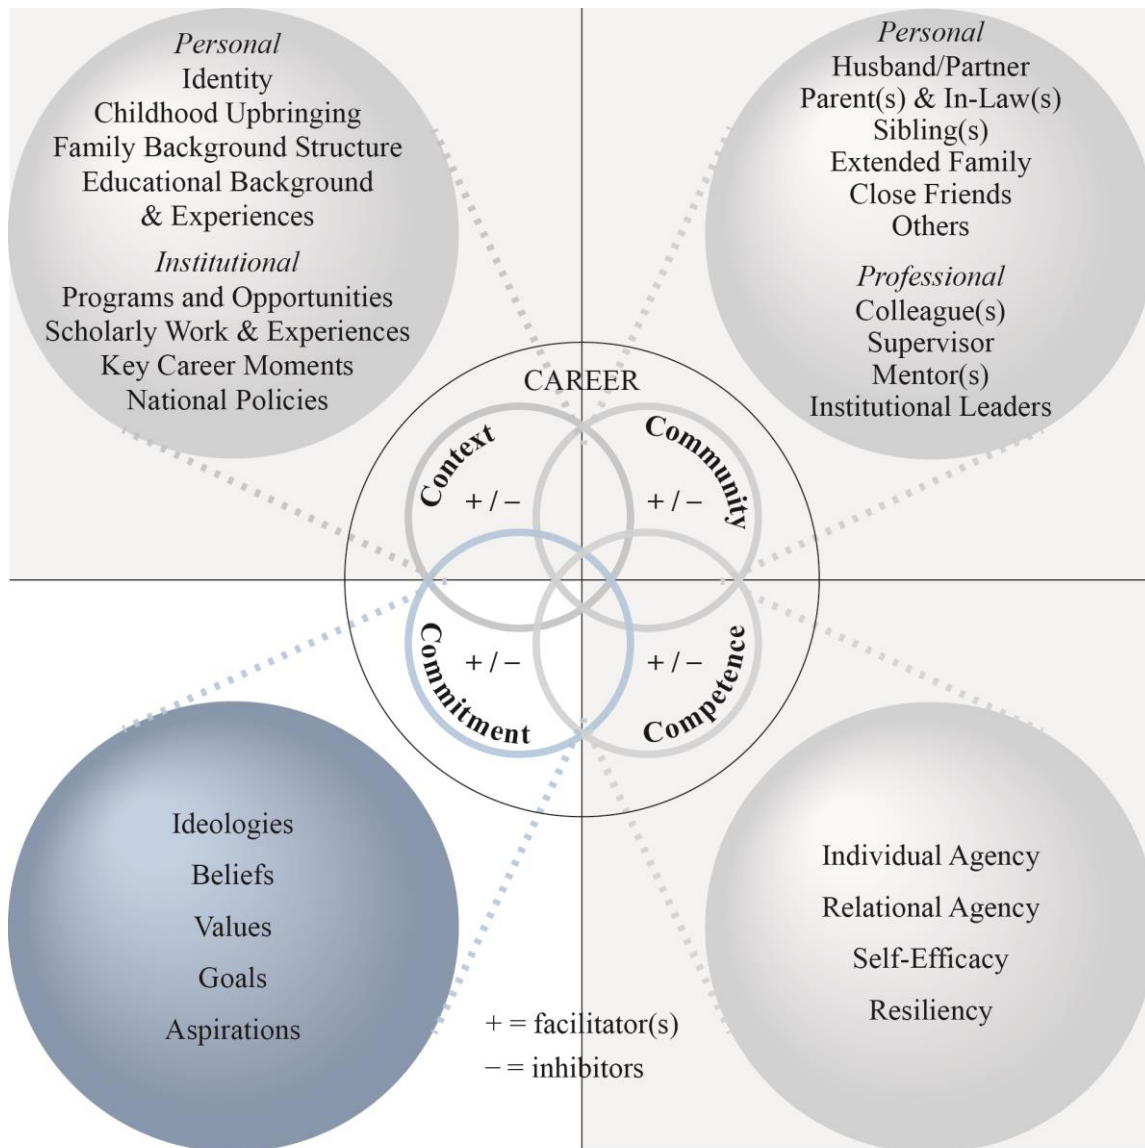 Personal
Identity
Childhood Upbringing
Family Background Structure
Educational Background
& Experiences
Institutional
Programs and Opportunities
Scholarly Work & Experiences
Key Career Moments
National Policies
Personal
Husband/Partner
Parent(s) & In-Law(s)
Sibling(s)
Extended Family
Close Friends
Others
Professional
Colleague(s)
Supervisor
Mentor(s)
Institutional Leaders
CAREER
Context
+ / –
Community
+ / –
Commitment
+ / –
Competence
+ / –
Ideologies
Beliefs
Values
Goals
Aspirations
Individual Agency
Relational Agency
Self-Efficacy
Resiliency
+ = facilitator(s)
– = inhibitors